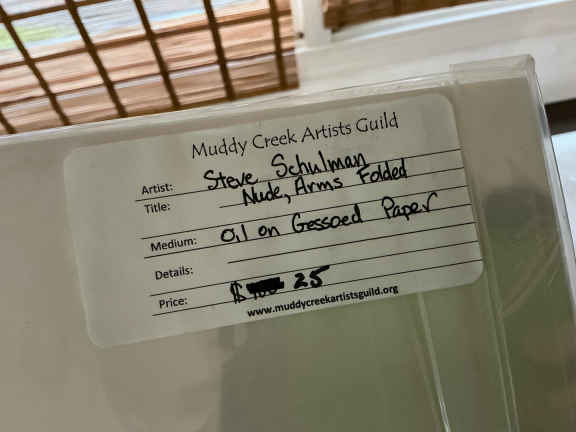 Muddy Creek Artists Guild
Artist: Steve Schulman
Title: Nude, Arms Folded
Medium: Oil on Gessoed Paper
Details:
Price: $ 25
www.muddycreekartistsguild.org